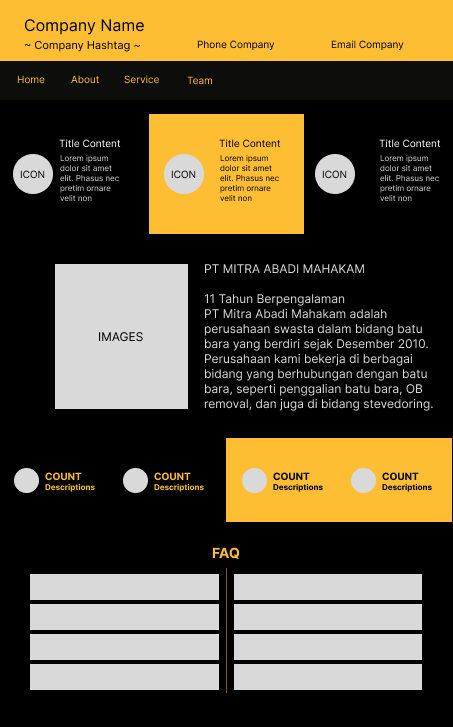 Company Name
~ Company Hashtag ~
Phone Company
Email Company
Home
About
Service
Team
ICON
Title Content
Lorem ipsum
dolor sit amet
elit. Phasus nec
pretim ornare
velit non
ICON
Title Content
Lorem ipsum
dolor sit amet
elit. Phasus nec
pretim ornare
velit non
ICON
Title Content
Lorem ipsum
dolor sit amet
elit. Phasus nec
pretim ornare
velit non
IMAGES
PT MITRA ABADI MAHAKAM
11 Tahun Berpengalaman
PT Mitra Abadi Mahakam adalah
perusahaan swasta dalam bidang batu
bara yang berdiri sejak Desember 2010.
Perusahaan kami bekerja di berbagai
bidang yang berhubungan dengan batu
bara, seperti penggalian batu bara, OB
removal, dan juga di bidang stevedoring.
COUNT
Descriptions
COUNT
Descriptions
COUNT
Descriptions
COUNT
Descriptions
FAQ